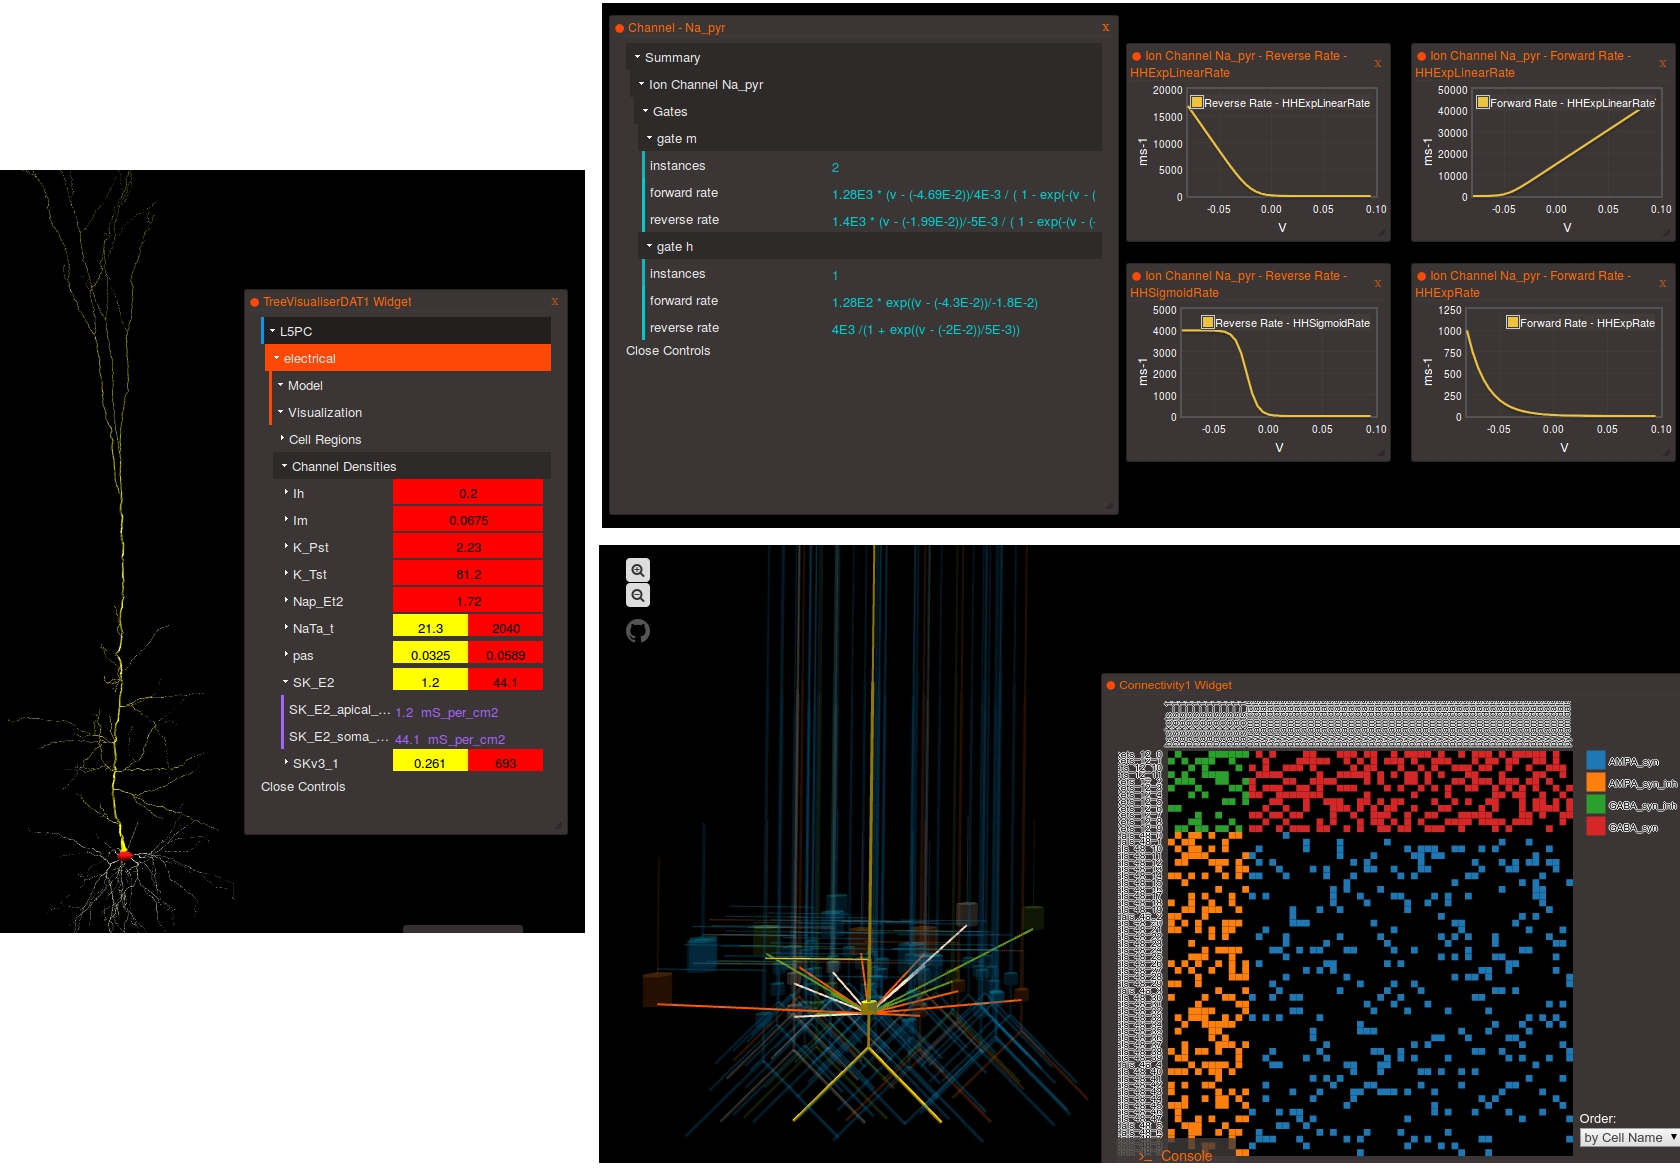 TreeVisualiserDAT1 Widget x
L5PC
electrical
Model
Visualization
Cell Regions
Channel Densities
Ih 0.2
Im 0.0675
K_Pst 2.23
K_Tst 81.2
Nap_Et2 1.72
NaTa_t 21.3 2040
pas 0.0325 0.0589
SK_E2 1.2 44.1
SK_E2_apical_... 1.2 mS_per_cm2
SK_E2_soma_... 44.1 mS_per_cm2
SKv3_1 0.261 693
Close Controls
Channel - Na_pyr x
Summary
Ion Channel Na_pyr
Gates
gate m
instances 2
forward rate 1.28E3 * (v - (-4.69E-2))/4E-3 / ( 1 - exp(-(v - (
reverse rate 1.4E3 * (v - (-1.99E-2))/-5E-3 / ( 1 - exp(-(v - (-
gate h
instances 1
forward rate 1.28E2 * exp((v - (-4.3E-2))/-1.8E-2)
reverse rate 4E3 /(1 + exp((v - (-2E-2))/5E-3))
Close Controls
Ion Channel Na_pyr - Reverse Rate - x
HHExpLinearRate
Reverse Rate - HHExpLinearRate
20000
15000
10000
5000
0
ms-1
-0.05 0.00 0.05 0.10
V
Ion Channel Na_pyr - Forward Rate - x
HHExpLinearRate
Forward Rate - HHExpLinearRate
50000
40000
30000
20000
10000
0
ms-1
-0.05 0.00 0.05 0.10
V
Ion Channel Na_pyr - Reverse Rate - x
HHSigmoidRate
Reverse Rate - HHSigmoidRate
5000
4000
3000
2000
1000
0
ms-1
-0.05 0.00 0.05 0.10
V
Ion Channel Na_pyr - Forward Rate - x
HHExpRate
Forward Rate - HHExpRate
1250
1000
750
500
250
0
ms-1
-0.05 0.00 0.05 0.10
V
Connectivity1 Widget
AMPA_syn
AMPA_syn_inh
GABA_syn_inh
GABA_syn
Order:
by Cell Name
>_ Console